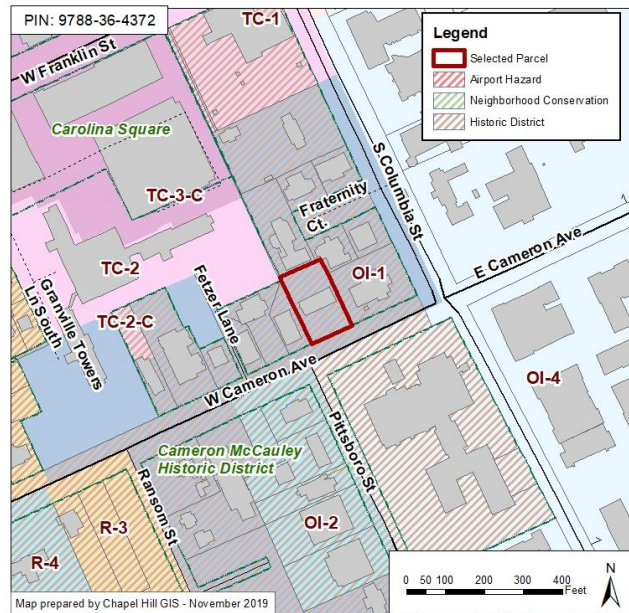 PIN: 9788-36-4372
TC-1
W Franklin St
Legend
Selected Parcel
Airport Hazard
Neighborhood Conservation
Historic District
Carolina Square
S Columbia St
TC-3-C
Fraternity
Ct.
E Cameron Ave
TC-2
Granville Towers
Ln South
Fetzer Lane
OI-1
TC-2-C
W Cameron Ave
OI-4
Pittsboro St
Cameron McCauley
Historic District
Ransom St
R-3
OI-2
R-4
N
0 50 100 200 300 400
Feet
Map prepared by Chapel Hill GIS - November 2019